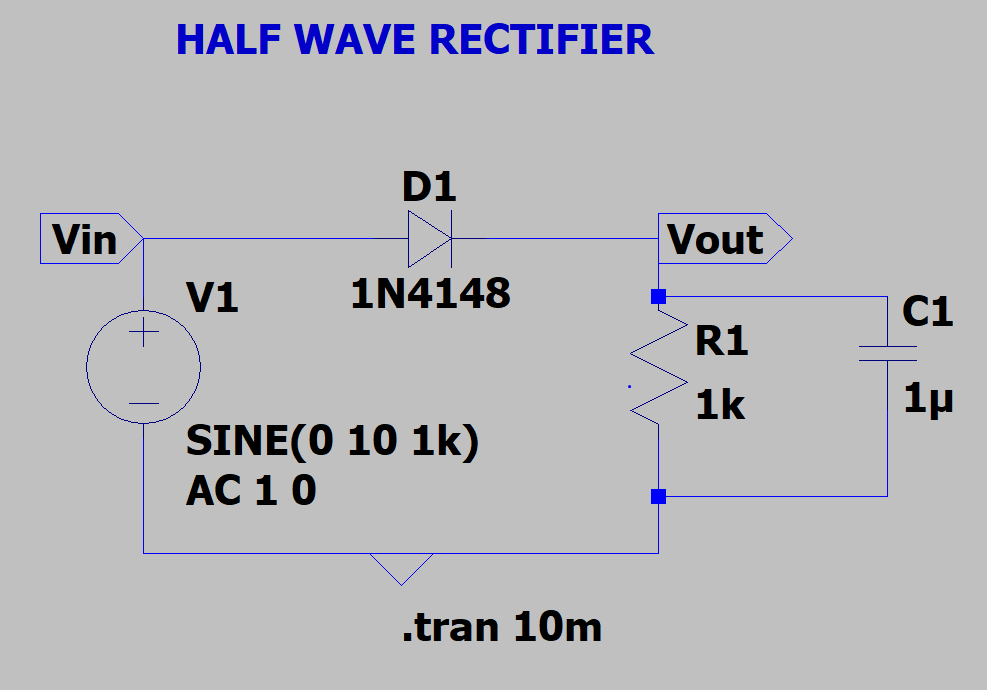 HALF WAVE RECTIFIER
D1
Vin
Vout
1N4148
V1
C1
R1
1k
1µ
SINE(0 10 1k)
AC 1 0
.tran 10m